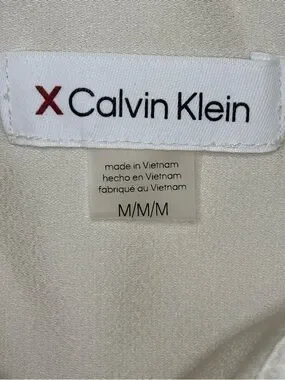 X Calvin Klein
made in Vietnam
hecho en Vietnam
fabriqué au Vietnam
M/M/M